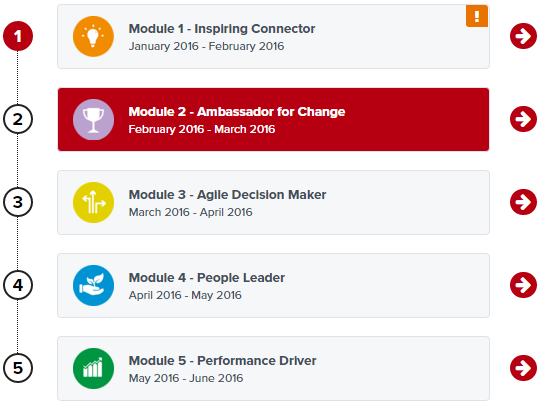 1
Module 1 - Inspiring Connector
January 2016 - February 2016
!
2
Module 2 - Ambassador for Change
February 2016 - March 2016
3
Module 3 - Agile Decision Maker
March 2016 - April 2016
4
Module 4 - People Leader
April 2016 - May 2016
5
Module 5 - Performance Driver
May 2016 - June 2016